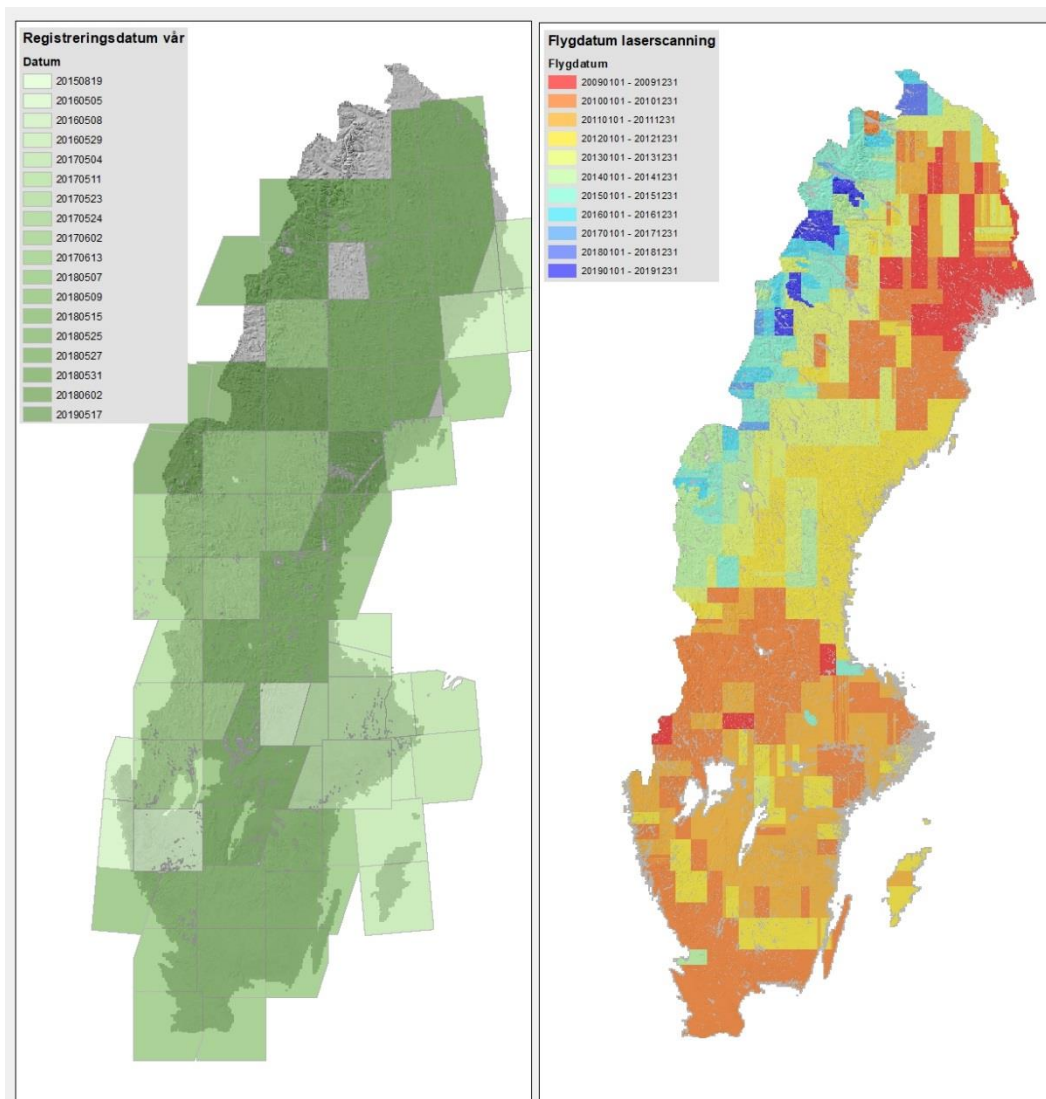 Registreringsdatum vår
Datum
20150819
20160505
20160508
20160529
20170504
20170511
20170523
20170524
20170602
20170613
20180507
20180509
20180515
20180525
20180527
20180531
20180602
20190517
Flygdatum laserscanning
Flygdatum
20090101 - 20091231
20100101 - 20101231
20110101 - 20111231
20120101 - 20121231
20130101 - 20131231
20140101 - 20141231
20150101 - 20151231
20160101 - 20161231
20170101 - 20171231
20180101 - 20181231
20190101 - 20191231